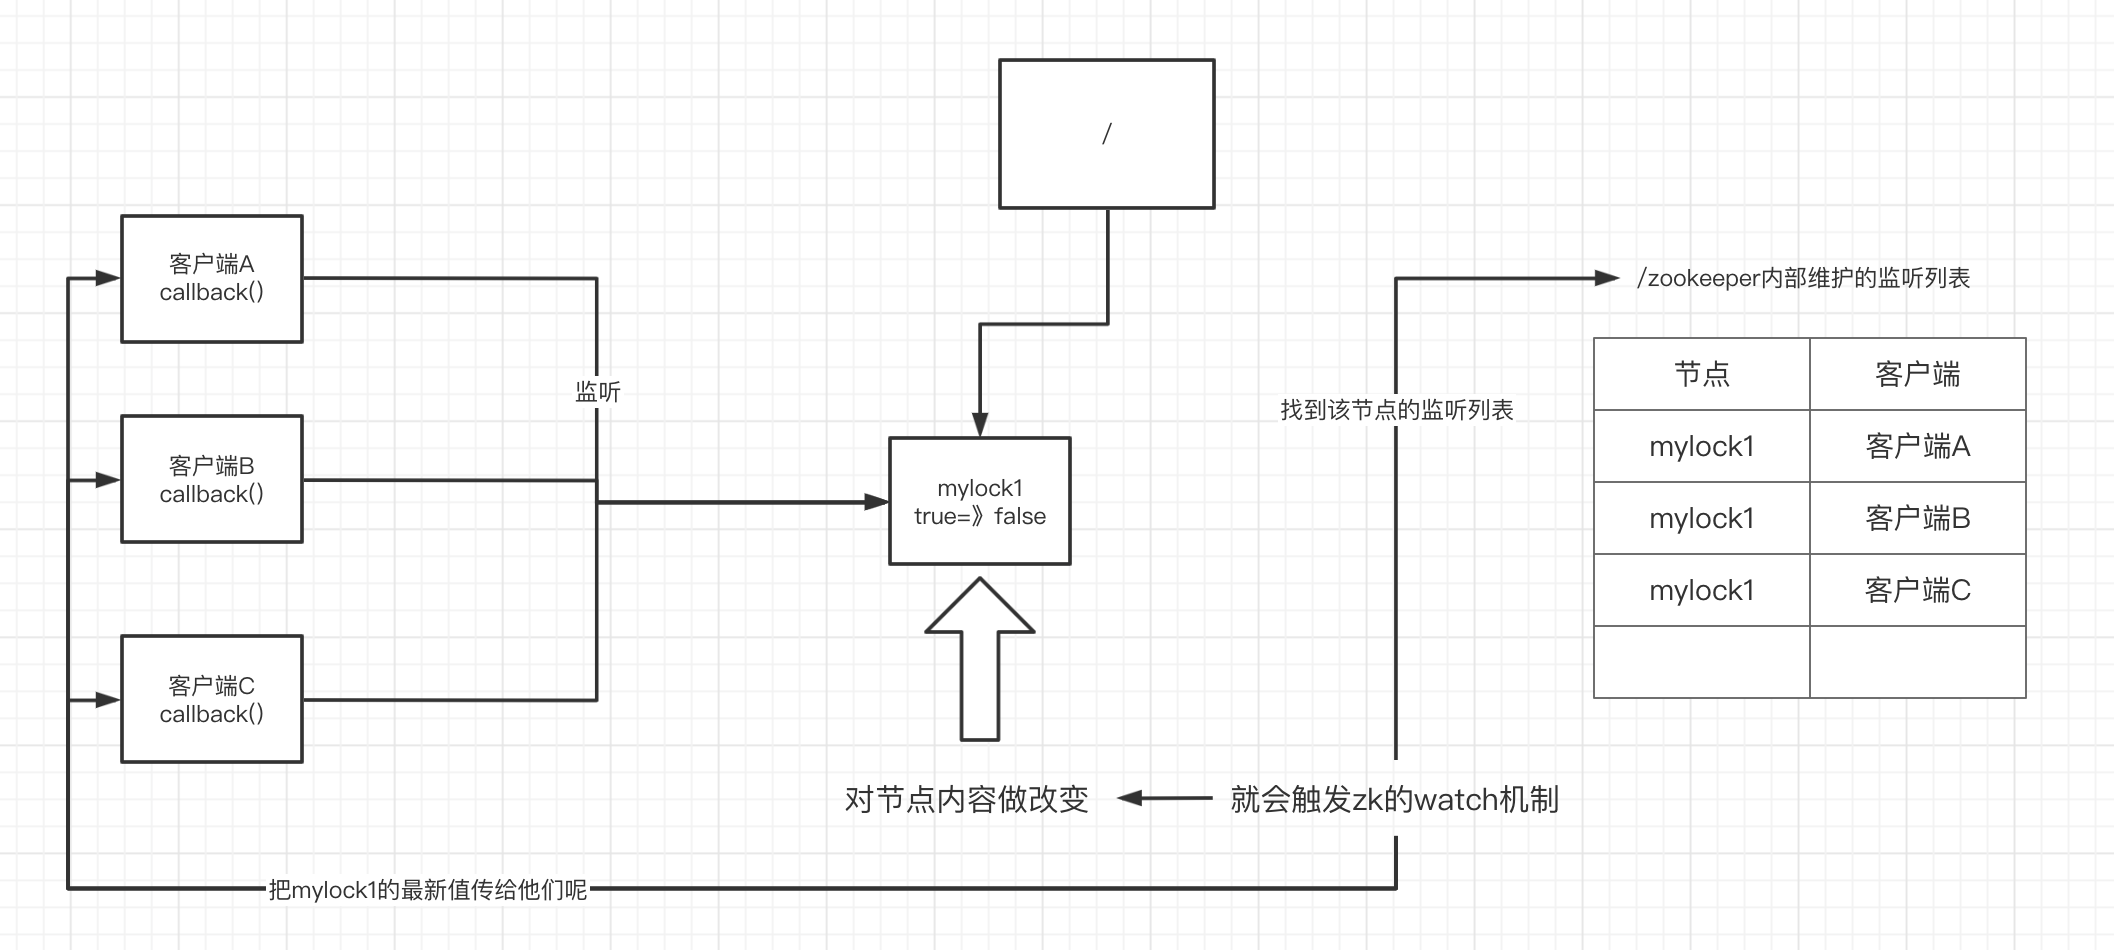 /
客户端A
callback()
监听
客户端B
callback()
客户端C
callback()
mylock1
true=》false
对节点内容做改变
就会触发zk的watch机制
找到该节点的监听列表
把mylock1的最新值传给他们呢
/zookeeper内部维护的监听列表
节点 客户端
mylock1 客户端A
mylock1 客户端B
mylock1 客户端C